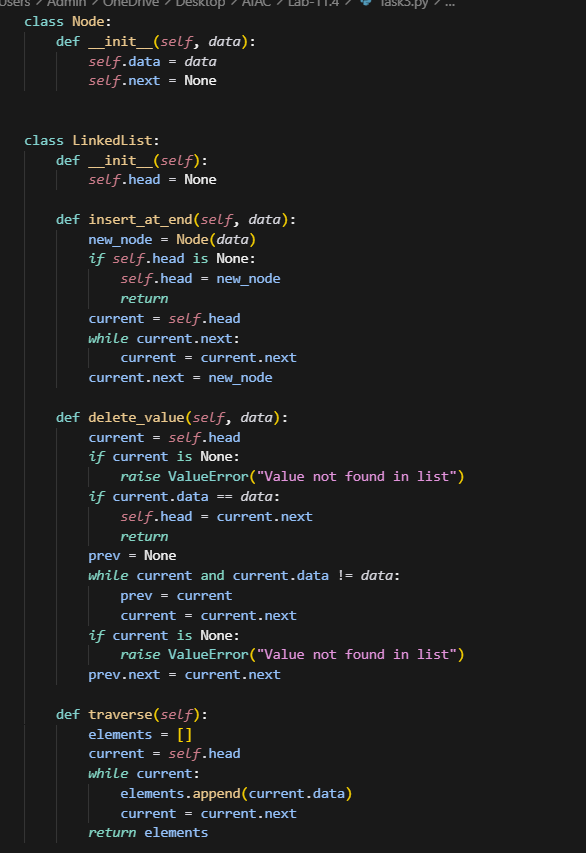 Users > Admin > OneDrive > Desktop > AIAC > Lab-11.4 > Task3.py > ...
class Node:
    def __init__(self, data):
        self.data = data
        self.next = None
class LinkedList:
    def __init__(self):
        self.head = None
    def insert_at_end(self, data):
        new_node = Node(data)
        if self.head is None:
            self.head = new_node
            return
        current = self.head
        while current.next:
            current = current.next
        current.next = new_node
    def delete_value(self, data):
        current = self.head
        if current is None:
            raise ValueError("Value not found in list")
        if current.data == data:
            self.head = current.next
            return
        prev = None
        while current and current.data != data:
            prev = current
            current = current.next
        if current is None:
            raise ValueError("Value not found in list")
        prev.next = current.next
    def traverse(self):
        elements = []
        current = self.head
        while current:
            elements.append(current.data)
            current = current.next
        return elements